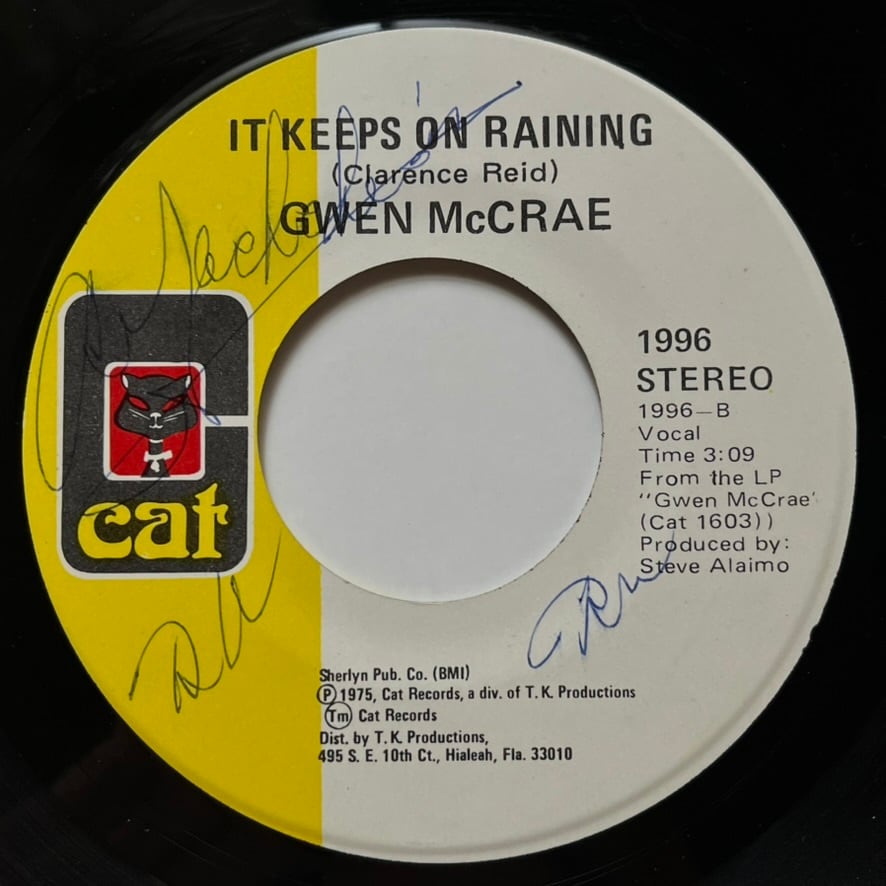 IT KEEPS ON RAINING
(Clarence Reid)
GWEN McCRAE
1996
STEREO
1996–B
Vocal
Time 3:09
From the LP
"Gwen McCrae'
(Cat 1603))
Produced by:
Steve Alaimo
cat
Sherlyn Pub. Co. (BMI)
Ⓟ 1975, Cat Records, a div. of T. K. Productions
Tm Cat Records
Dist. by T. K. Productions,
495 S. E. 10th Ct., Hialeah, Fla. 33010